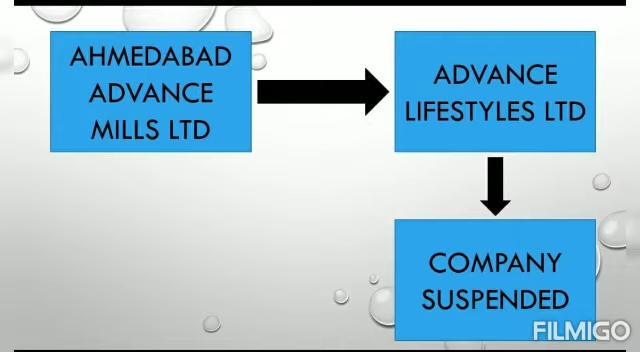 AHMEDABAD
ADVANCE
MILLS LTD
ADVANCE
LIFESTYLES LTD
COMPANY
SUSPENDED
FILMIGO